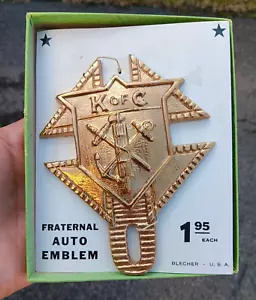 K OF C
FRATERNAL
AUTO
EMBLEM
1 95
EACH
BLECHER - U.S.A.